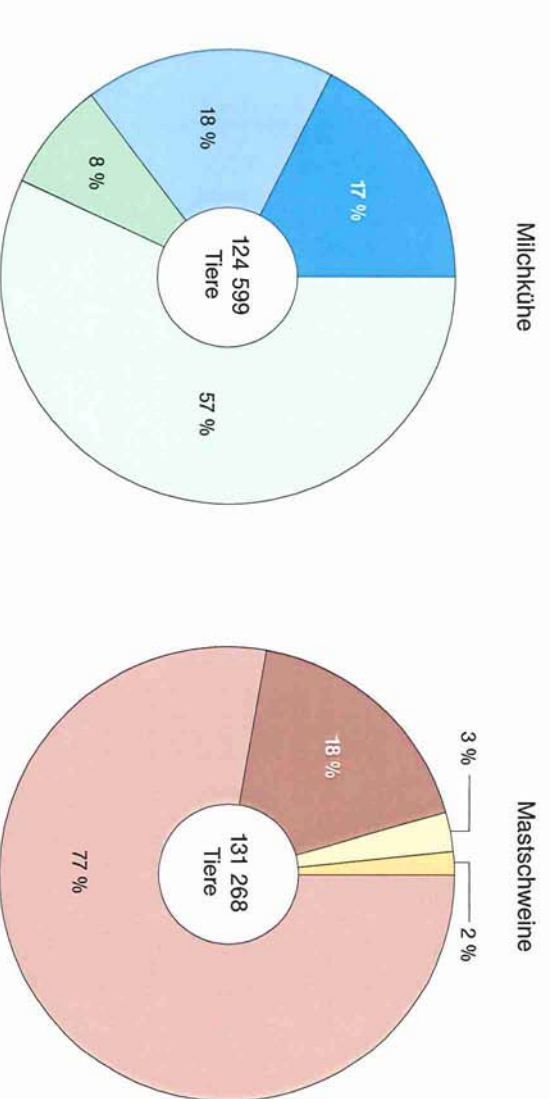 Milchkühe
17 %
18 %
8 %
57 %
124 599
Tiere
Mastschweine
3 %
2 %
18 %
77 %
131 268
Tiere